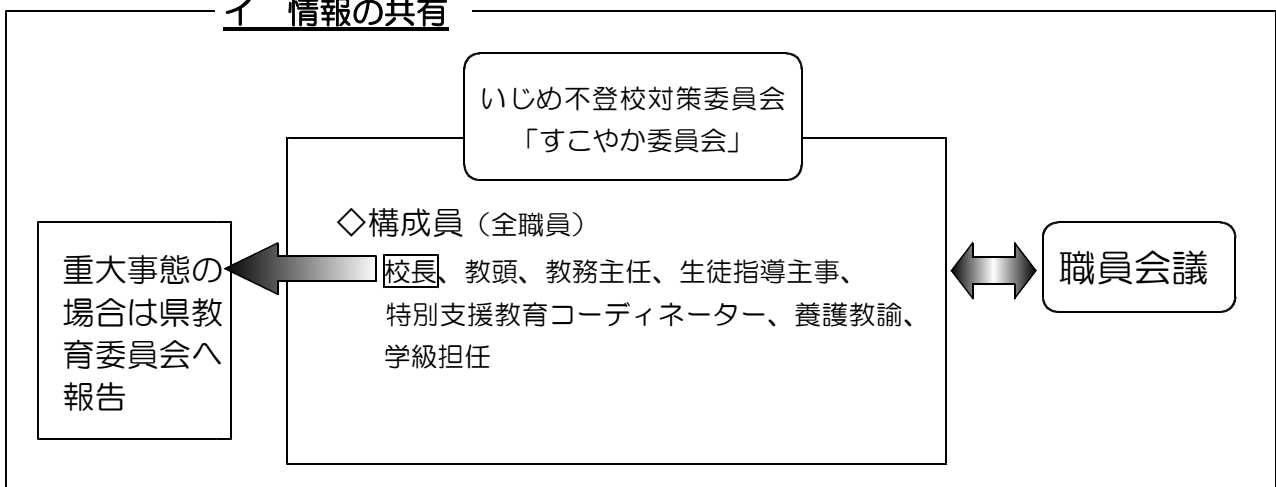 イ 情報の共有
いじめ不登校対策委員会
「すこやか委員会」
◇構成員（全職員）
校長、教頭、教務主任、生徒指導主事、
特別支援教育コーディネーター、養護教諭、
学級担任
重大事態の
場合は県教
育委員会へ
報告
職員会議